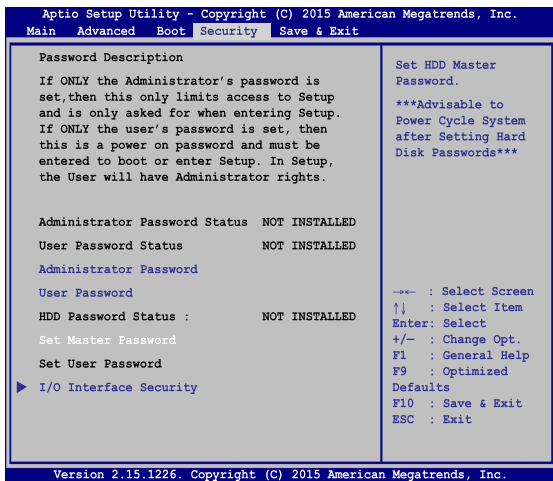 Aptio Setup Utility - Copyright (C) 2015 American Megatrends, Inc.
Main Advanced Boot Security Save & Exit
Password Description
If ONLY the Administrator's password is
set,then this only limits access to Setup
and is only asked for when entering Setup.
If ONLY the user's password is set, then
this is a power on password and must be
entered to boot or enter Setup. In Setup,
the User will have Administrator rights.
Administrator Password Status NOT INSTALLED
User Password Status NOT INSTALLED
Administrator Password
User Password
HDD Password Status : NOT INSTALLED
Set Master Password
Set User Password
I/O Interface Security
Set HDD Master
Password.
***Advisable to
Power Cycle System
after Setting Hard
Disk Passwords***
→← : Select Screen
↑↓ : Select Item
Enter: Select
+/— : Change Opt.
F1 : General Help
F9 : Optimized
Defaults
F10 : Save & Exit
ESC : Exit
Version 2.15.1226. Copyright (C) 2015 American Megatrends, Inc.